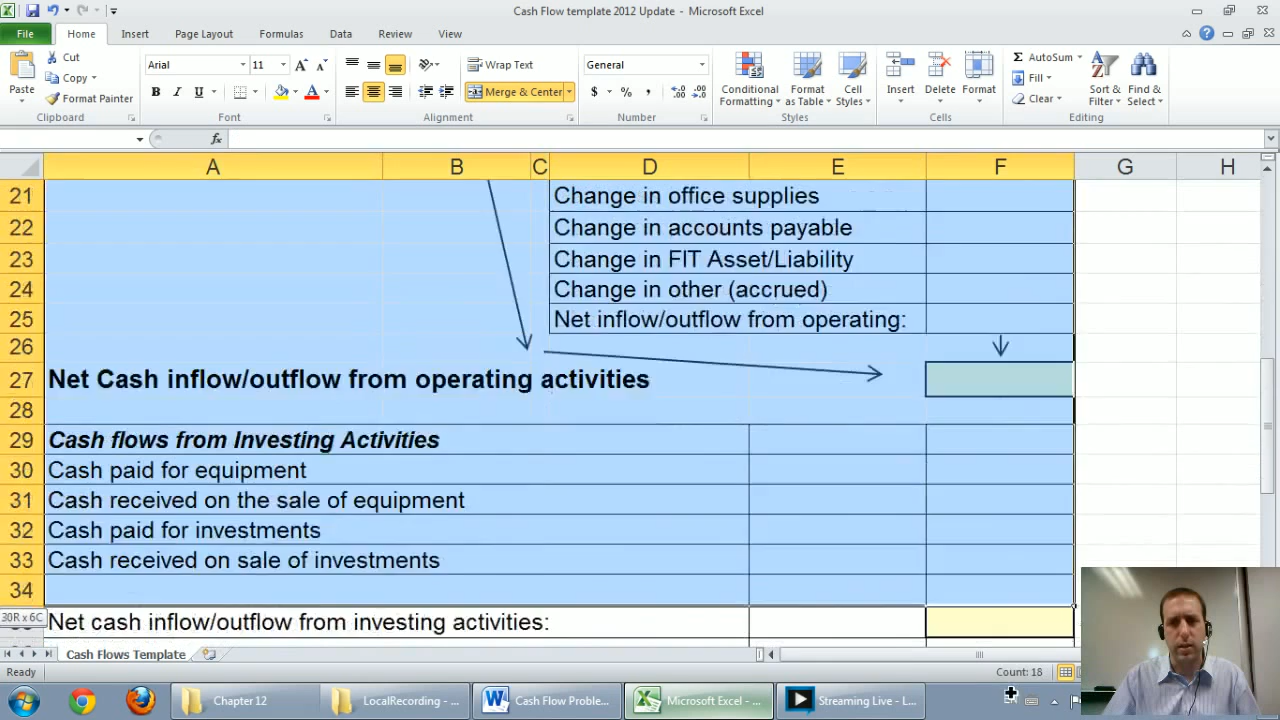 Cash Flow template 2012 Update - Microsoft Excel
File Home Insert Page Layout Formulas Data Review View
Paste
Cut
Copy
Format Painter
Clipboard
Arial 11
B I U
Font
Wrap Text
Merge & Center
Alignment
General
$ % ,
Number
Conditional Formatting
Format as Table
Cell Styles
Styles
Insert Delete Format
Cells
AutoSum
Fill
Clear
Sort & Filter
Find & Select
Editing
fx
A B C D E F G H
21 Change in office supplies
22 Change in accounts payable
23 Change in FIT Asset/Liability
24 Change in other (accrued)
25 Net inflow/outflow from operating:
26
27 Net Cash inflow/outflow from operating activities
28
29 Cash flows from Investing Activities
30 Cash paid for equipment
31 Cash received on the sale of equipment
32 Cash paid for investments
33 Cash received on sale of investments
34
30R x 6C Net cash inflow/outflow from investing activities:
Cash Flows Template
Ready Count: 18
Chapter 12 LocalRecording - ... Cash Flow Proble... Microsoft Excel - ... Streaming Live - L...